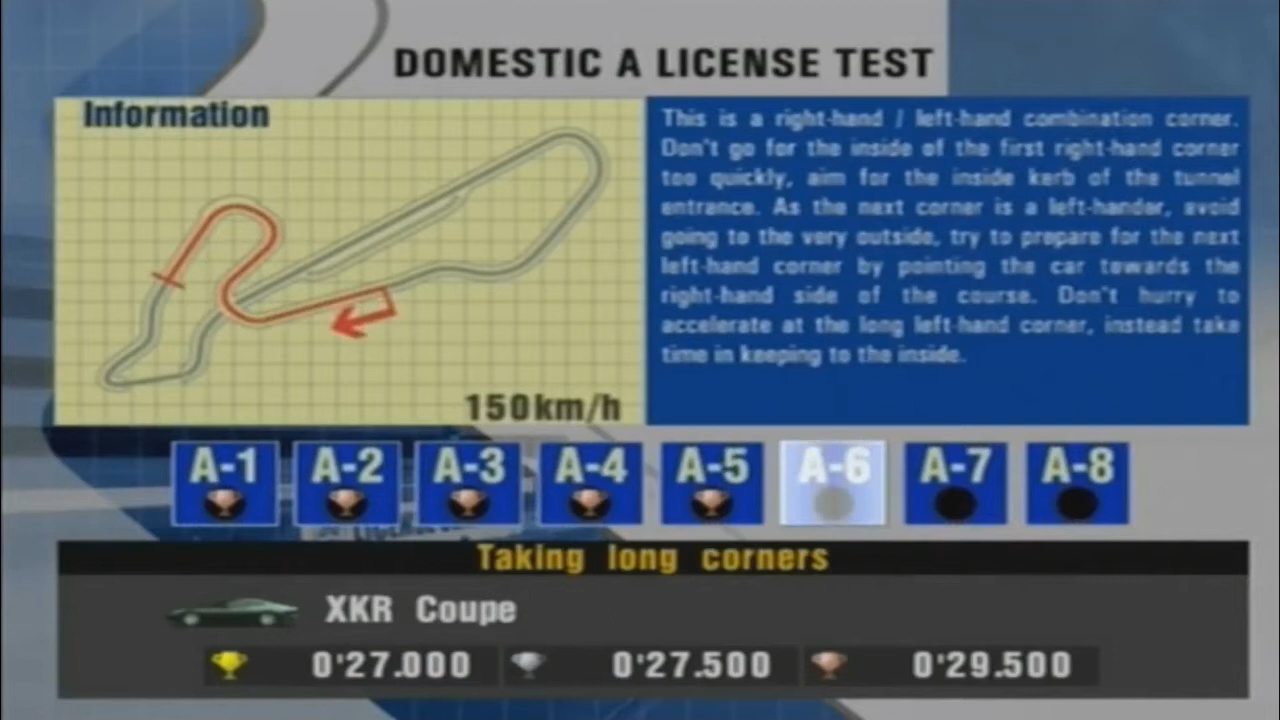 DOMESTIC A LICENSE TEST
Information
This is a right-hand / left-hand combination corner.
Don't go for the inside of the first right-hand corner
too quickly, aim for the inside kerb of the tunnel
entrance. As the next corner is a left-hander, avoid
going to the very outside, try to prepare for the next
left-hand corner by pointing the car towards the
right-hand side of the course. Don't hurry to
accelerate at the long left-hand corner, instead take
time in keeping to the inside.
150km/h
A-1 A-2 A-3 A-4 A-5 A-6 A-7 A-8
Taking long corners
XKR Coupe
0'27.000 0'27.500 0'29.500